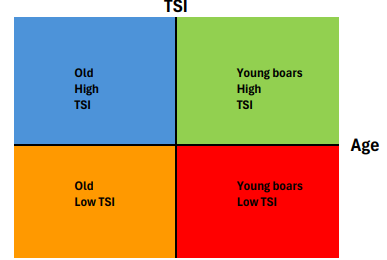 TSI
Old
High
TSI
Young boars
High
TSI
Age
Old
Low TSI
Young boars
Low TSI